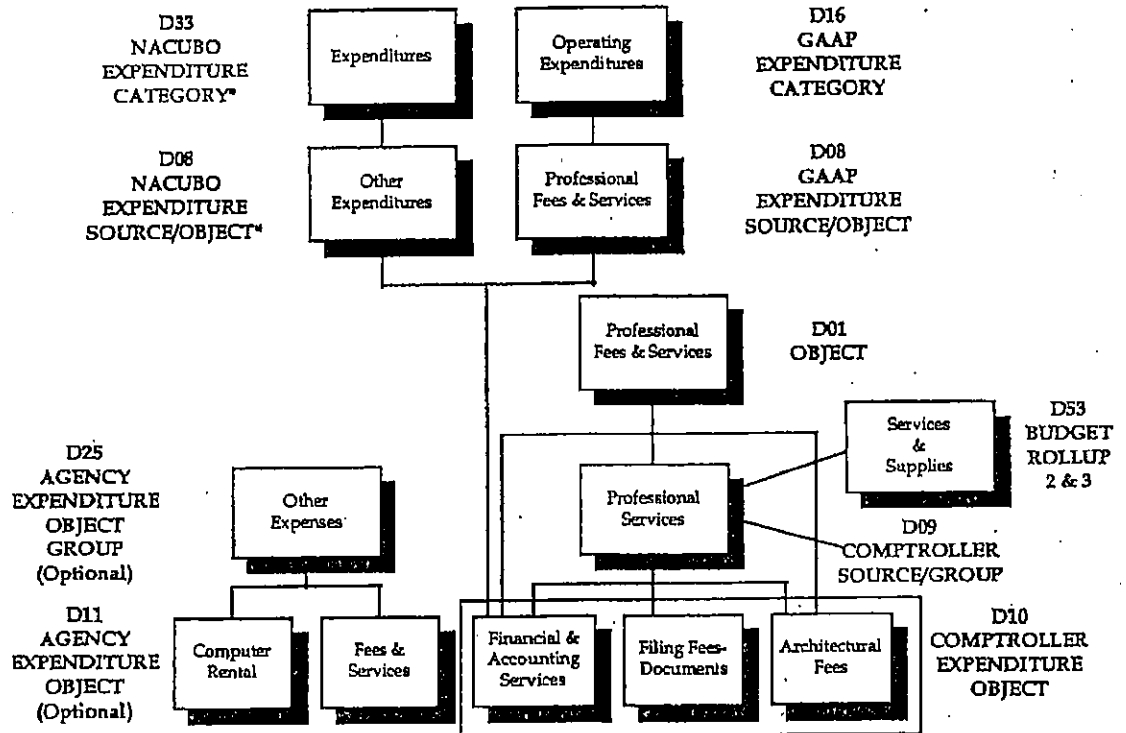 D33
NACUBO
EXPENDITURE
CATEGORY*
Expenditures
Operating
Expenditures
D16
GAAP
EXPENDITURE
CATEGORY
D08
NACUBO
EXPENDITURE
SOURCE/OBJECT*
Other
Expenditures
Professional
Fees & Services
D08
GAAP
EXPENDITURE
SOURCE/OBJECT
Professional
Fees & Services
D01
OBJECT
D25
AGENCY
EXPENDITURE
OBJECT
GROUP
(Optional)
Other
Expenses
Professional
Services
Services
&
Supplies
D53
BUDGET
ROLLUP
2 & 3
D09
COMPTROLLER
SOURCE/GROUP
D11
AGENCY
EXPENDITURE
OBJECT
(Optional)
Computer
Rental
Fees &
Services
Financial &
Accounting
Services
Filing Fees-
Documents
Architectural
Fees
D10
COMPTROLLER
EXPENDITURE
OBJECT